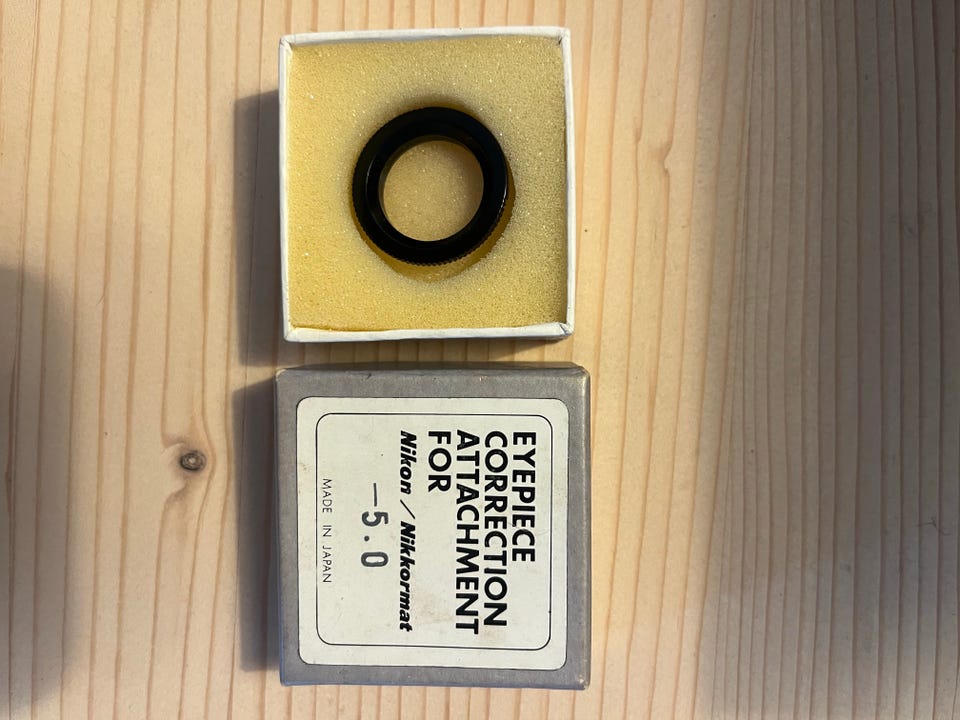 EYEPIECE
CORRECTION
ATTACHMENT
FOR
Nikon / Nikkormat
–5.0
MADE IN JAPAN